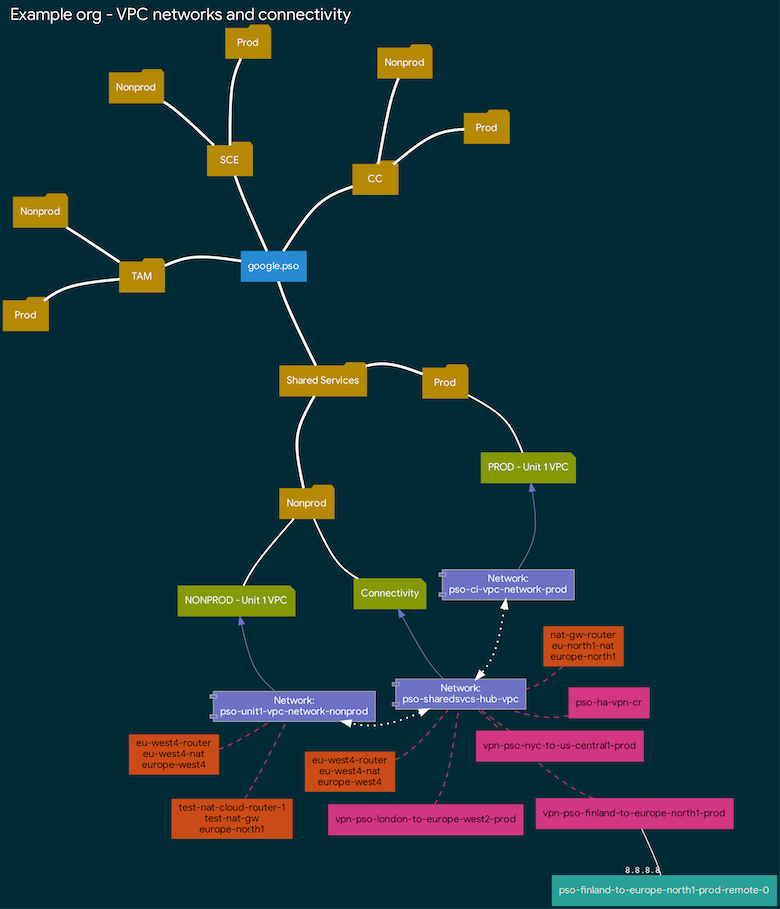 Example org - VPC networks and connectivity
Prod
Nonprod
Nonprod
Prod
SCE
CC
Nonprod
google.pso
TAM
Prod
Shared Services
Prod
PROD - Unit 1 VPC
Nonprod
Network:
pso-ci-vpc-network-prod
NONPROD - Unit 1 VPC
Connectivity
nat-gw-router
eu-north1-nat
europe-north1
Network:
pso-sharedsvcs-hub-vpc
Network:
pso-unit1-vpc-network-nonprod
pso-ha-vpn-cr
eu-west4-router
eu-west4-nat
europe-west4
vpn-pso-nyc-to-us-central1-prod
eu-west4-router
eu-west4-nat
europe-west4
test-nat-cloud-router-1
test-nat-gw
europe-north1
vpn-pso-london-to-europe-west2-prod
vpn-pso-finland-to-europe-north1-prod
8.8.8.8
pso-finland-to-europe-north1-prod-remote-0